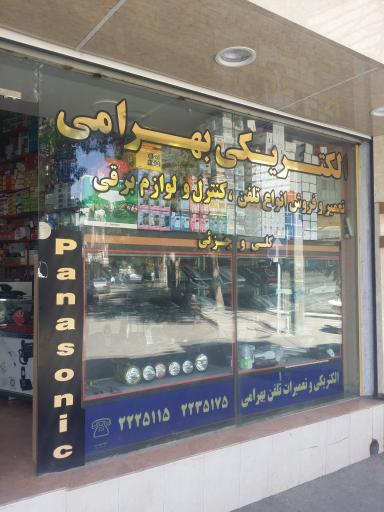 الکتریکی بهرامی
تعمیر و فروش انواع تلفن ، کنترل و لوازم برقی
کلی و جزئی
Panasonic
الکتریکی و تعمیرات تلفن بهرامی
۲۲۳۵۱۷۵ ۲۲۲۵۱۱۵